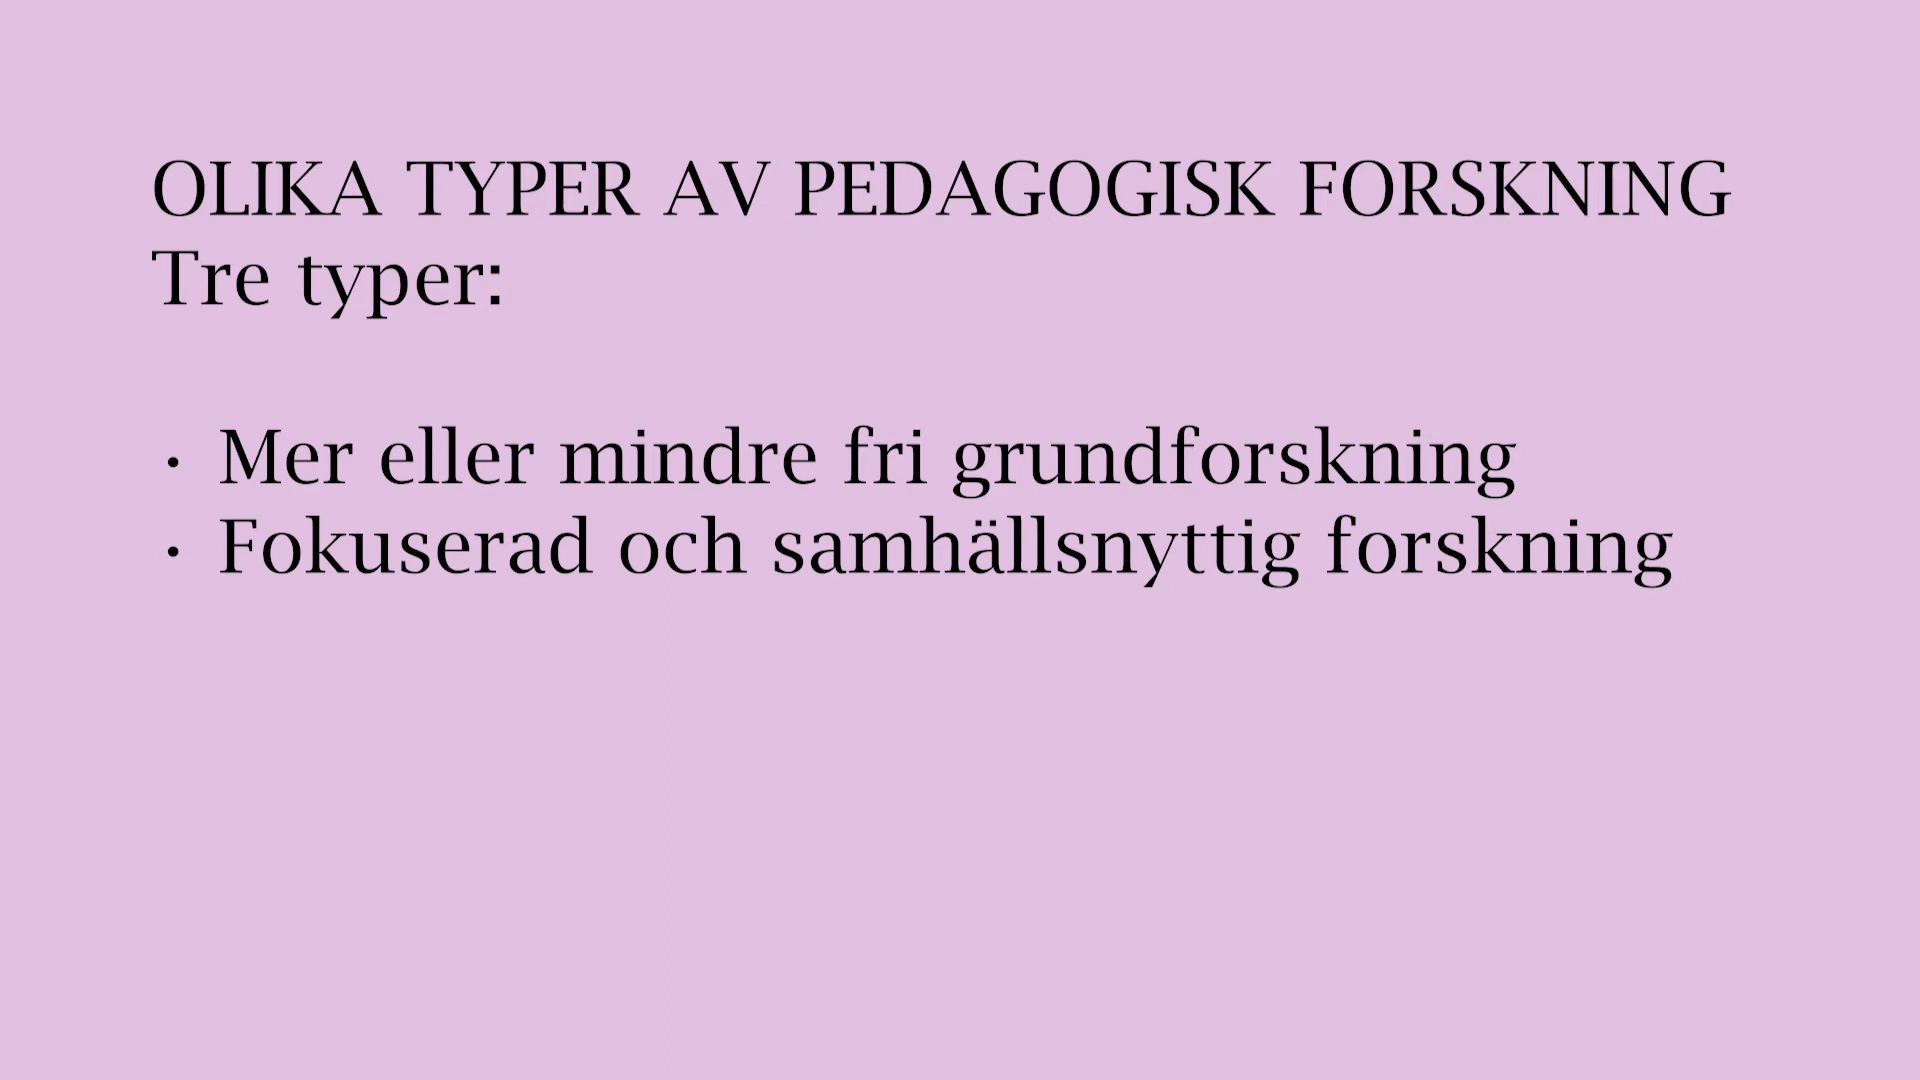 OLIKA TYPER AV PEDAGOGISK FORSKNING
Tre typer:
· Mer eller mindre fri grundforskning
· Fokuserad och samhällsnyttig forskning